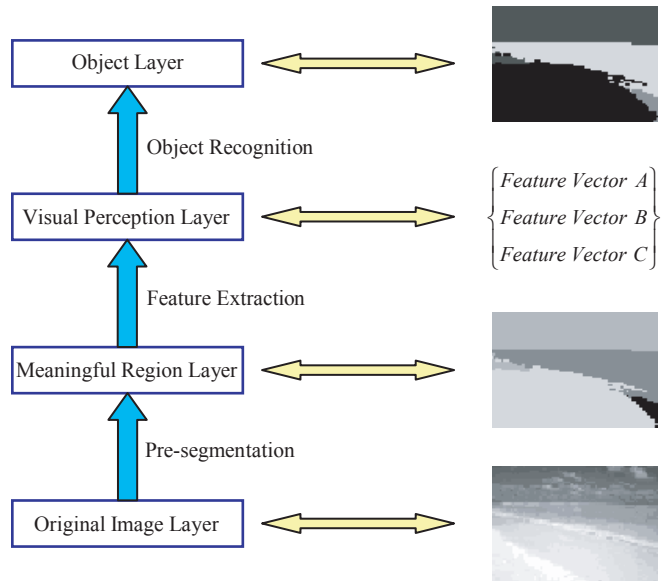 Object Layer
Object Recognition
Visual Perception Layer
Feature Vector A
Feature Vector B
Feature Vector C
Feature Extraction
Meaningful Region Layer
Pre-segmentation
Original Image Layer